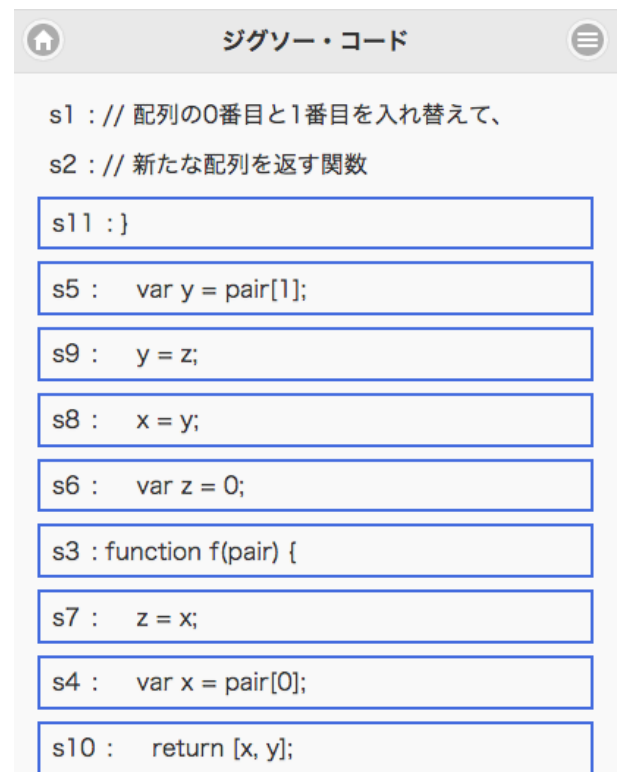 ジグソー・コード
s1 : // 配列の0番目と1番目を入れ替えて、
s2 : // 新たな配列を返す関数
s11 : }
s5 : var y = pair[1];
s9 : y = z;
s8 : x = y;
s6 : var z = 0;
s3 : function f(pair) {
s7 : z = x;
s4 : var x = pair[0];
s10 : return [x, y];